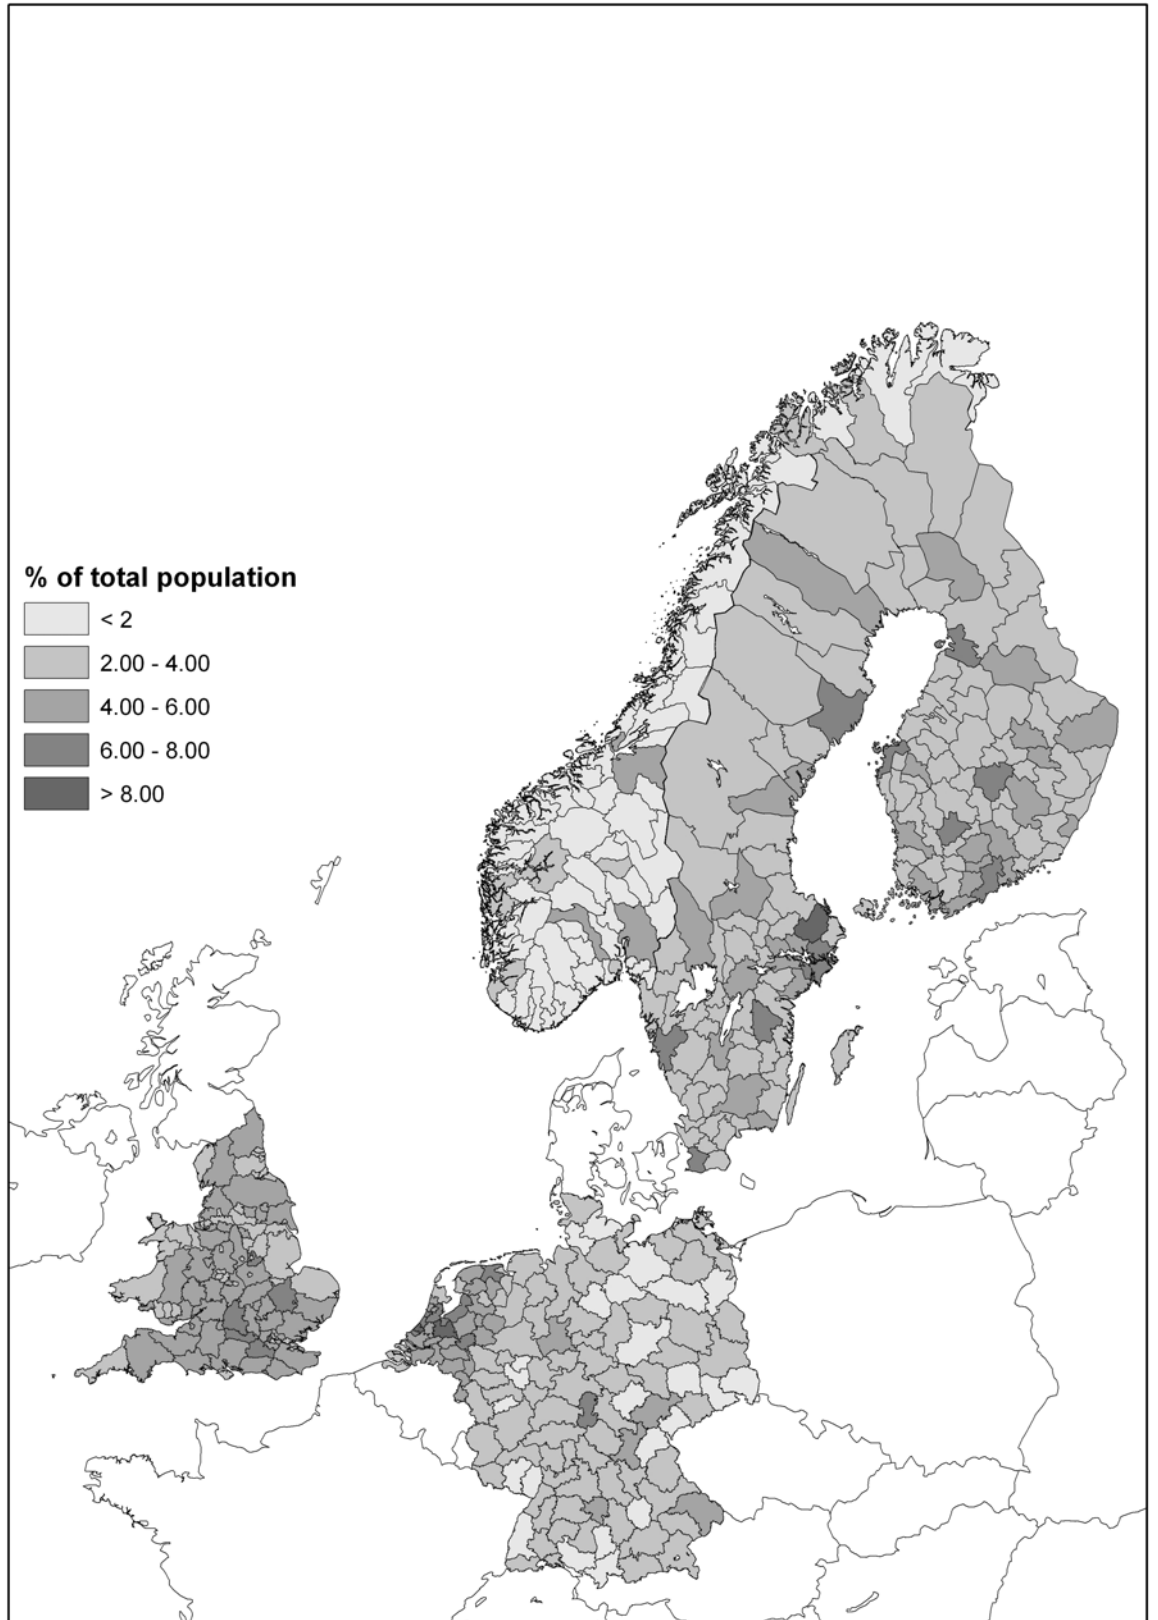 % of total population
< 2
2.00 - 4.00
4.00 - 6.00
6.00 - 8.00
> 8.00